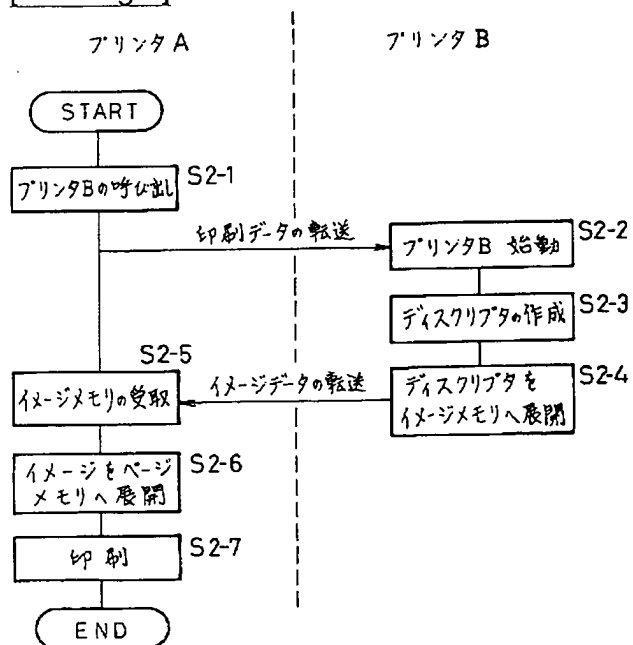 プリンタA
プリンタB
START
プリンタBの呼び出し
S2-1
印刷データの転送
プリンタB 始動
S2-2
ディスクリプタの作成
S2-3
S2-5
イメージメモリの受取
イメージデータの転送
ディスクリプタを
イメージメモリへ展開
S2-4
イメージをページ
メモリへ展開
S2-6
印刷
S2-7
END